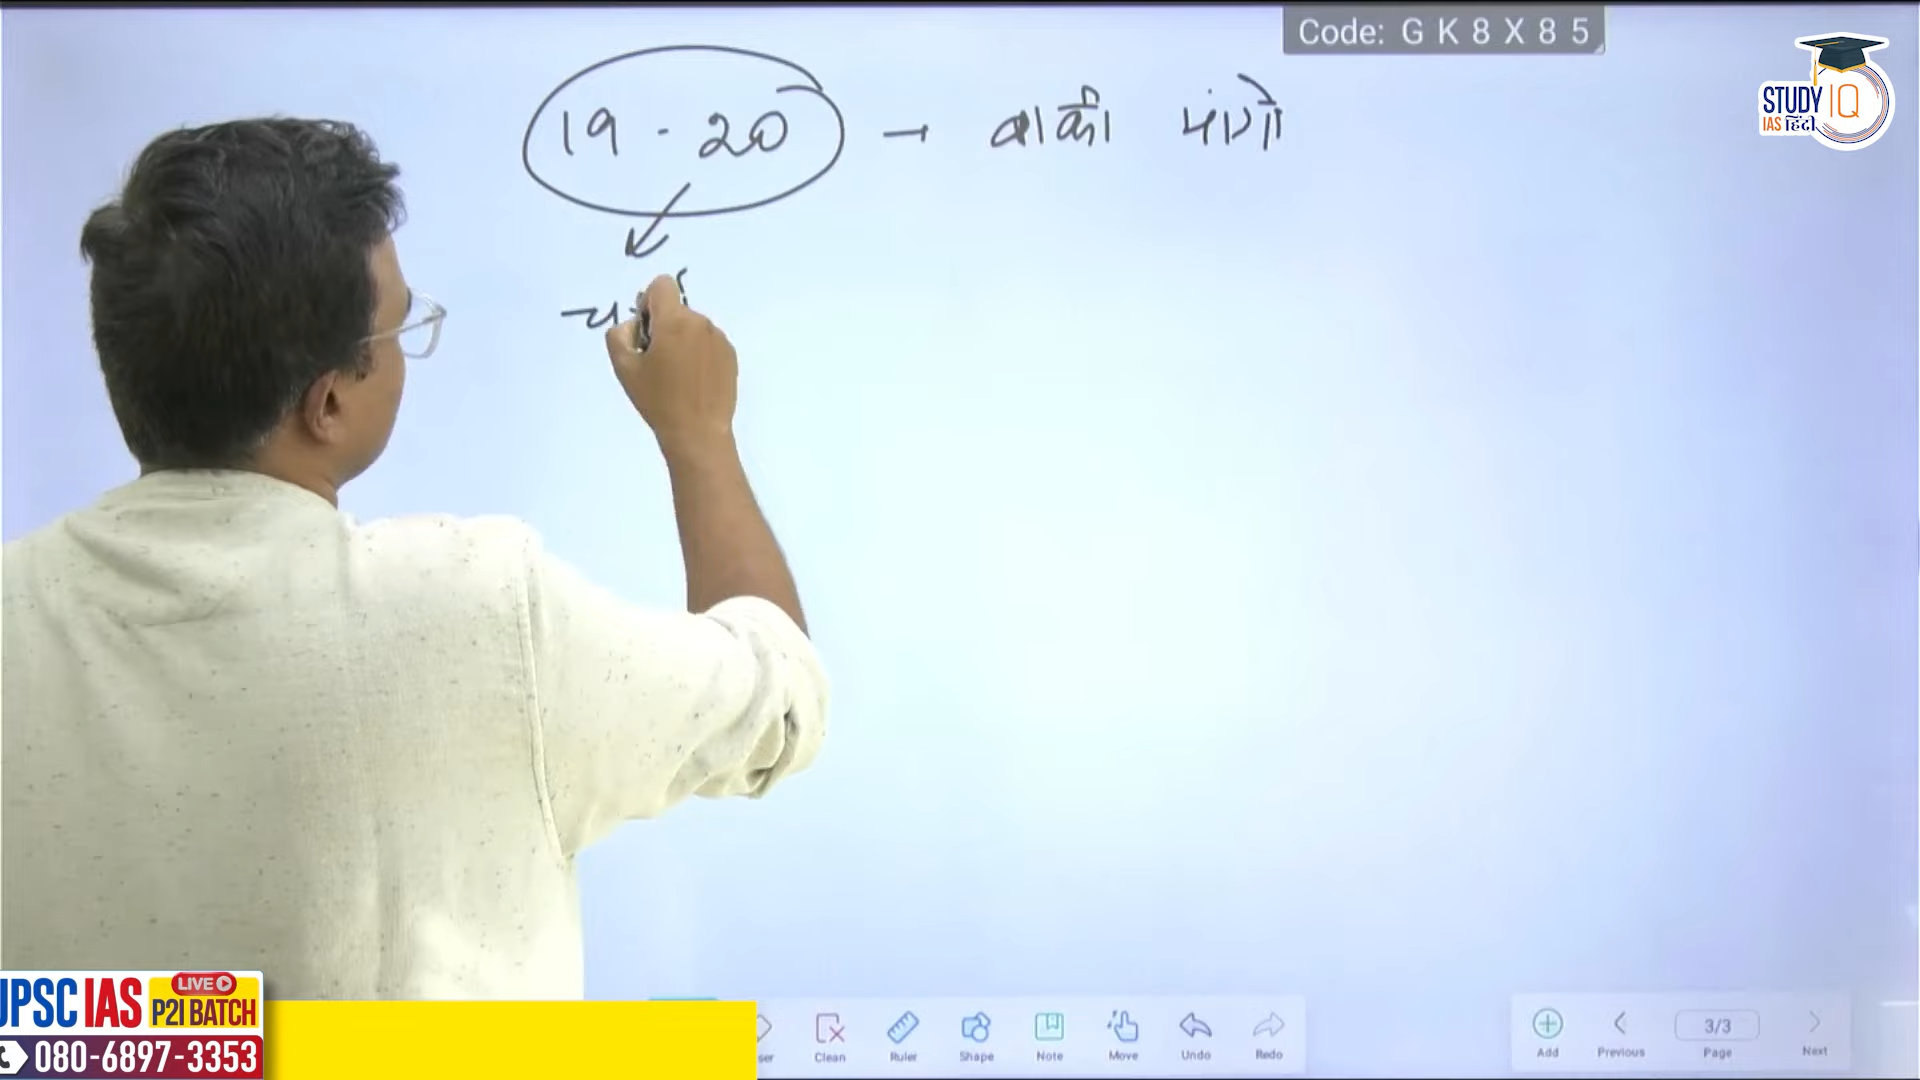 Code: G K 8 X 8 5
STUDY IQ
IAS हिंदी
19 - 20 → बाकी
UPSC IAS LIVE P2I BATCH
080-6897-3353
Clean Ruler Shape Note Move Undo Redo
Add Previous 3/3 Page Next